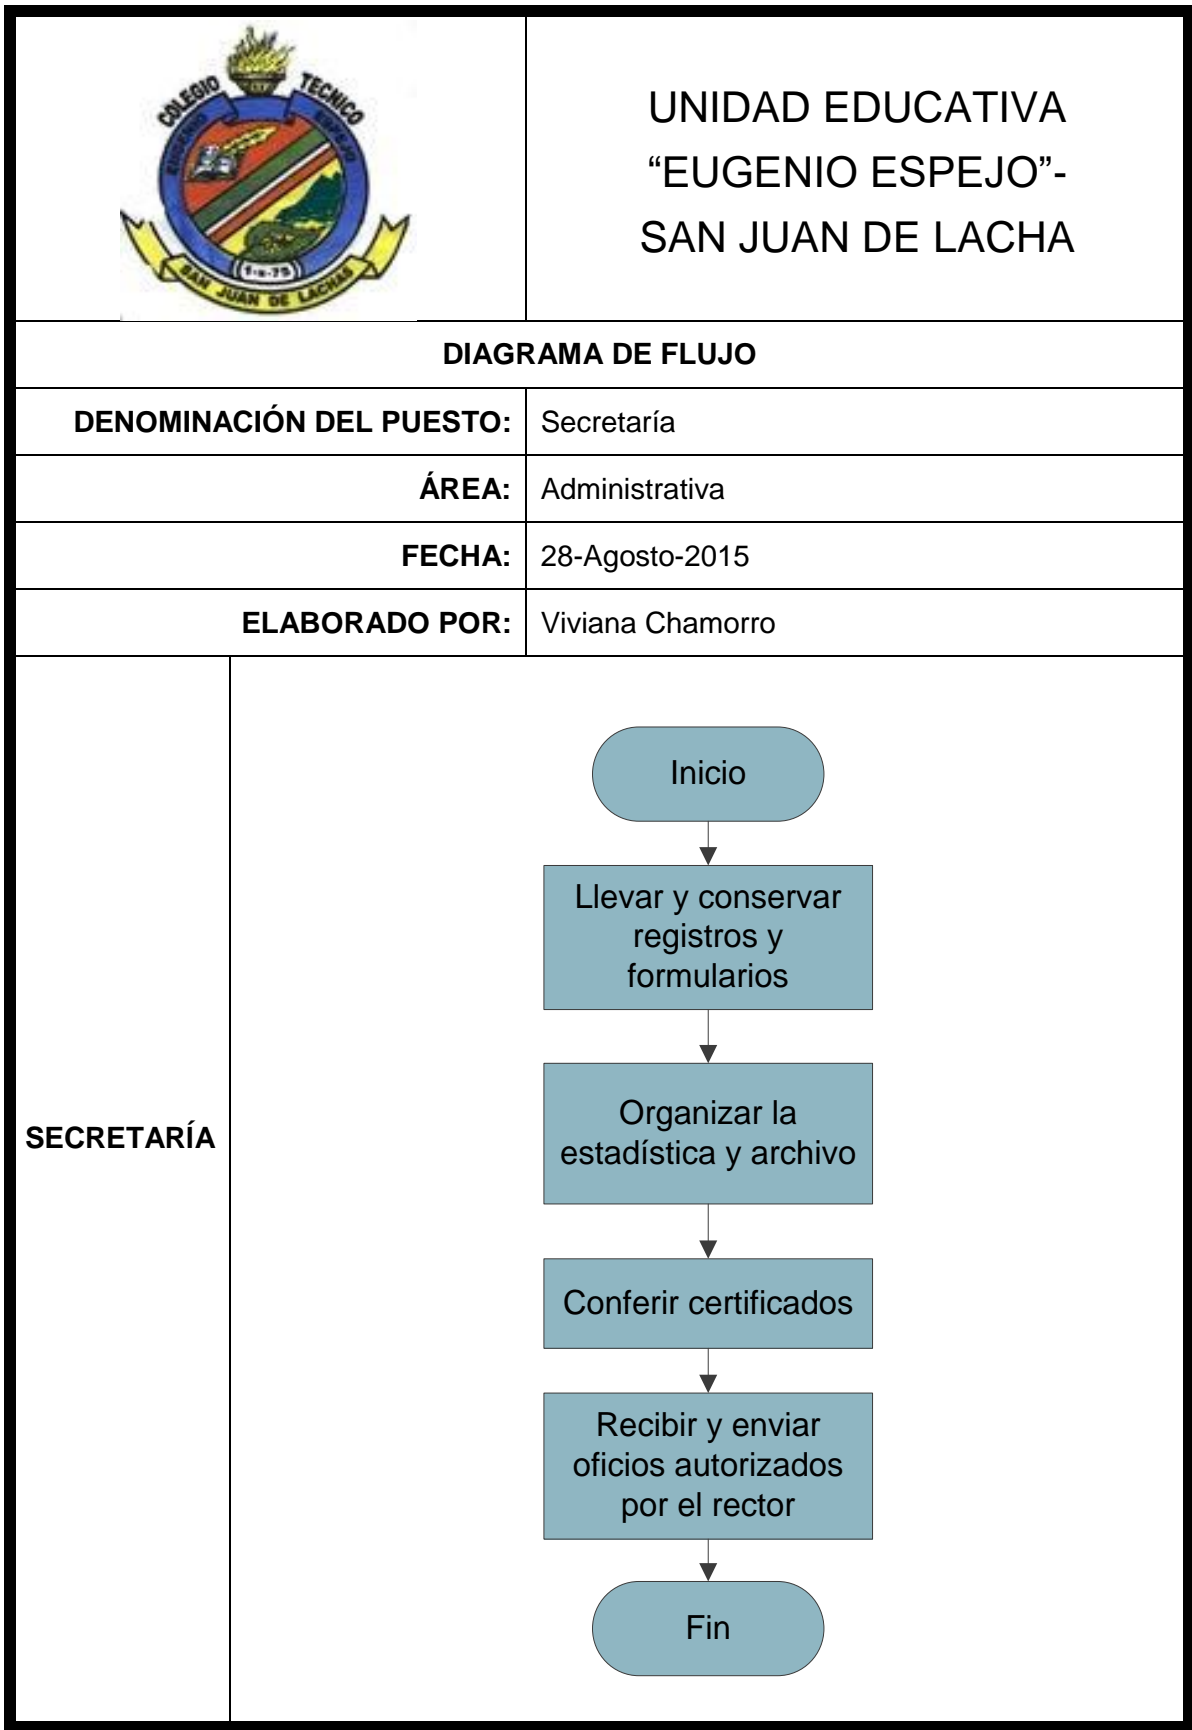 COLEGIO TECNICO
EUGENIO ESPEJO
1-x-75
SAN JUAN DE LACHAS
UNIDAD EDUCATIVA
“EUGENIO ESPEJO”-
SAN JUAN DE LACHA
DIAGRAMA DE FLUJO
DENOMINACIÓN DEL PUESTO: Secretaría
ÁREA: Administrativa
FECHA: 28-Agosto-2015
ELABORADO POR: Viviana Chamorro
SECRETARÍA
Inicio
Llevar y conservar
registros y
formularios
Organizar la
estadística y archivo
Conferir certificados
Recibir y enviar
oficios autorizados
por el rector
Fin